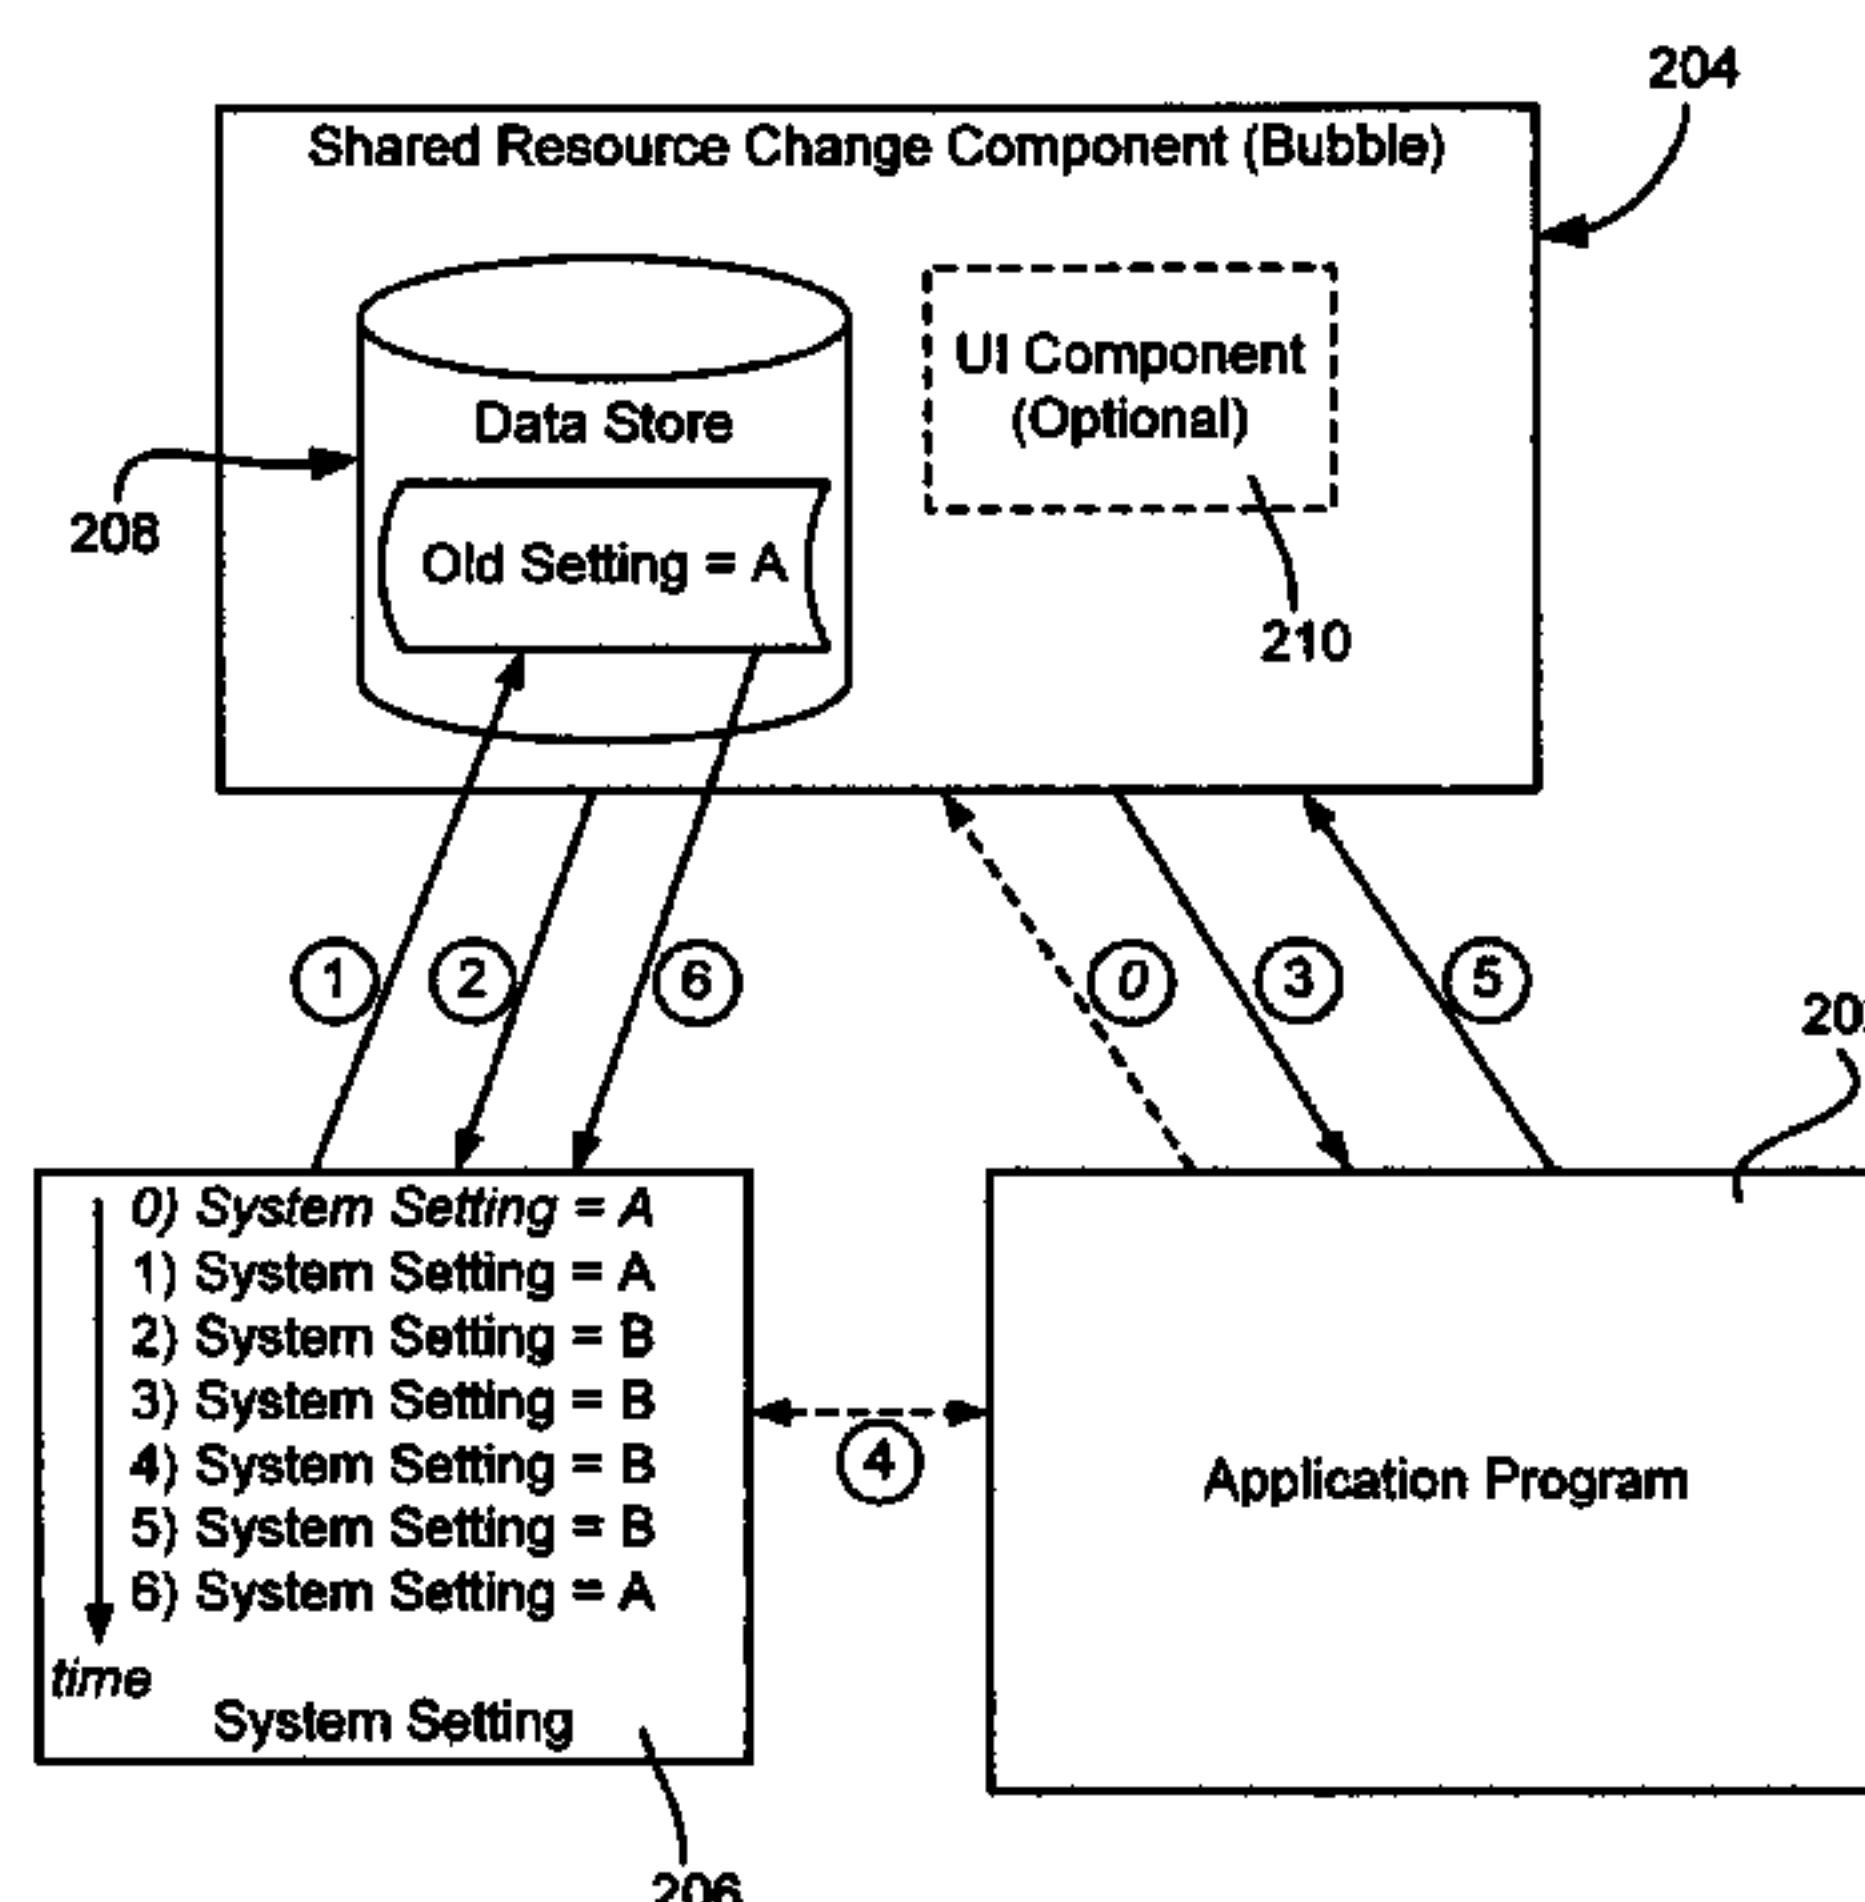 204
Shared Resource Change Component (Bubble)
UI Component
(Optional)
Data Store
208
Old Setting = A
210
1
2
6
0
3
5
0) System Setting = A
1) System Setting = A
2) System Setting = B
3) System Setting = B
4) System Setting = B
5) System Setting = B
6) System Setting = A
time
System Setting
4
Application Program
206